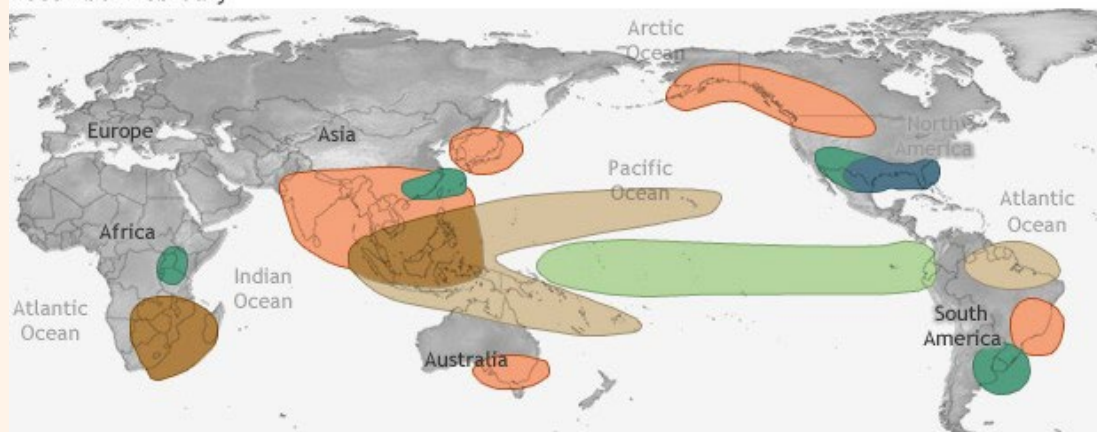 Arctic
Ocean
Europe
Asia
North
America
Pacific
Ocean
Atlantic
Ocean
Africa
Indian
Ocean
Atlantic
Ocean
South
America
Australia